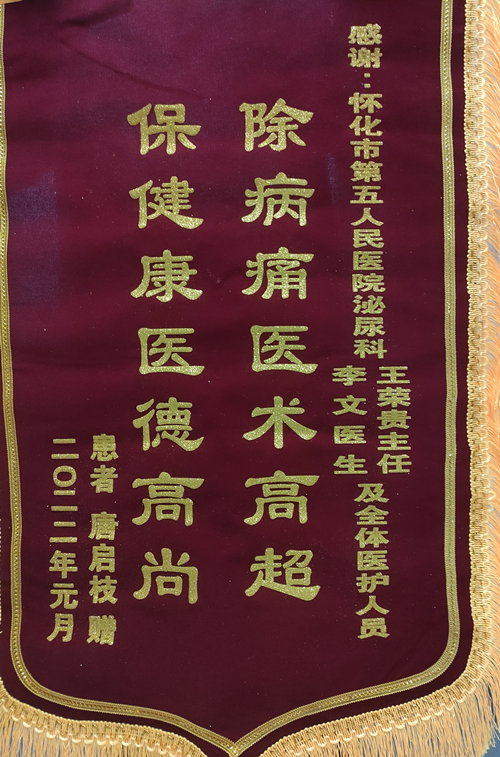 感谢：怀化市第五人民医院泌尿科
王荣贵主任
李文医生
及全体医护人员
除病痛医术高超
保健康医德高尚
患者 唐启枝 赠
二〇二二年元月